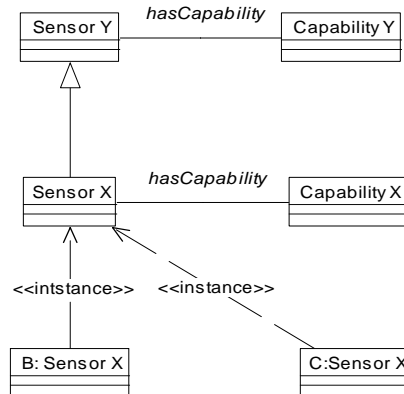 hasCapability
Sensor Y
Capability Y
hasCapability
Sensor X
Capability X
<<intstance>>
<<instance>>
B: Sensor X
C:Sensor X